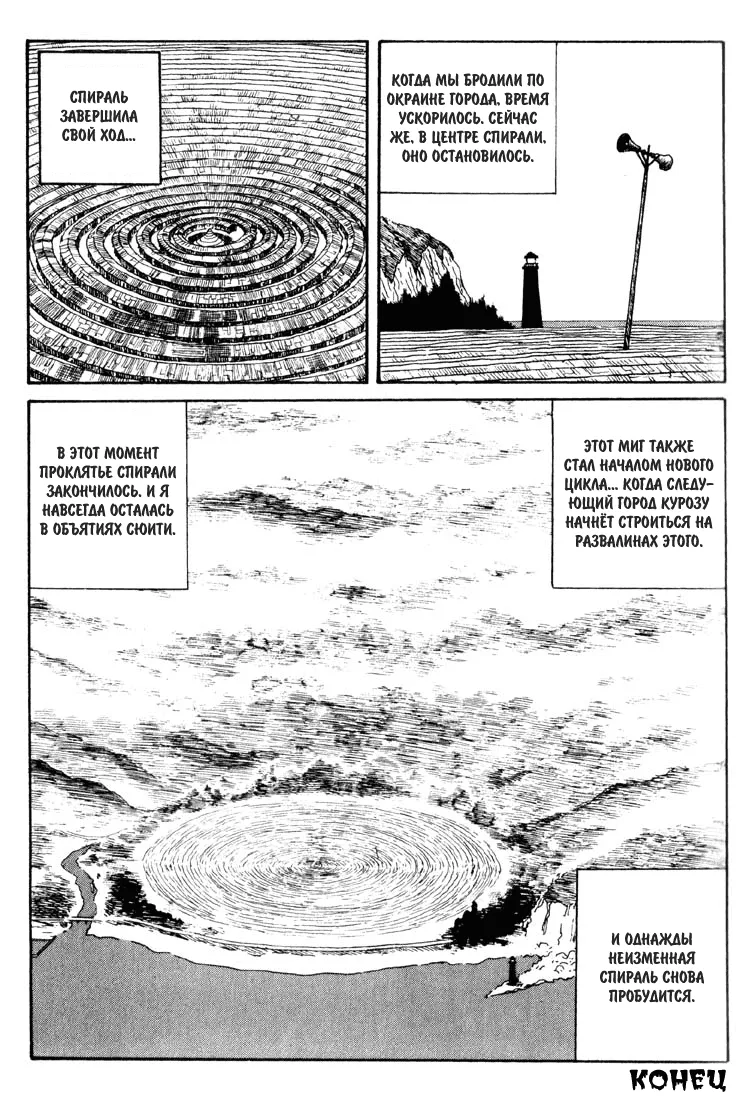 СПИРАЛЬ
ЗАВЕРШИЛА
СВОЙ ХОД...
КОГДА МЫ БРОДИЛИ ПО
ОКРАИНЕ ГОРОДА, ВРЕМЯ
УСКОРИЛОСЬ. СЕЙЧАС
ЖЕ, В ЦЕНТРЕ СПИРАЛИ,
ОНО ОСТАНОВИЛОСЬ.
В ЭТОТ МОМЕНТ
ПРОКЛЯТЬЕ СПИРАЛИ
ЗАКОНЧИЛОСЬ. И Я
НАВСЕГДА ОСТАЛАСЬ
В ОБЪЯТИЯХ СЮИТИ.
ЭТОТ МИГ ТАКЖЕ
СТАЛ НАЧАЛОМ НОВОГО
ЦИКЛА... КОГДА СЛЕДУ-
ЮЩИЙ ГОРОД КУРОЗУ
НАЧНЁТ СТРОИТЬСЯ НА
РАЗВАЛИНАХ ЭТОГО.
И ОДНАЖДЫ
НЕИЗМЕННАЯ
СПИРАЛЬ СНОВА
ПРОБУДИТСЯ.
КОНЕЦ